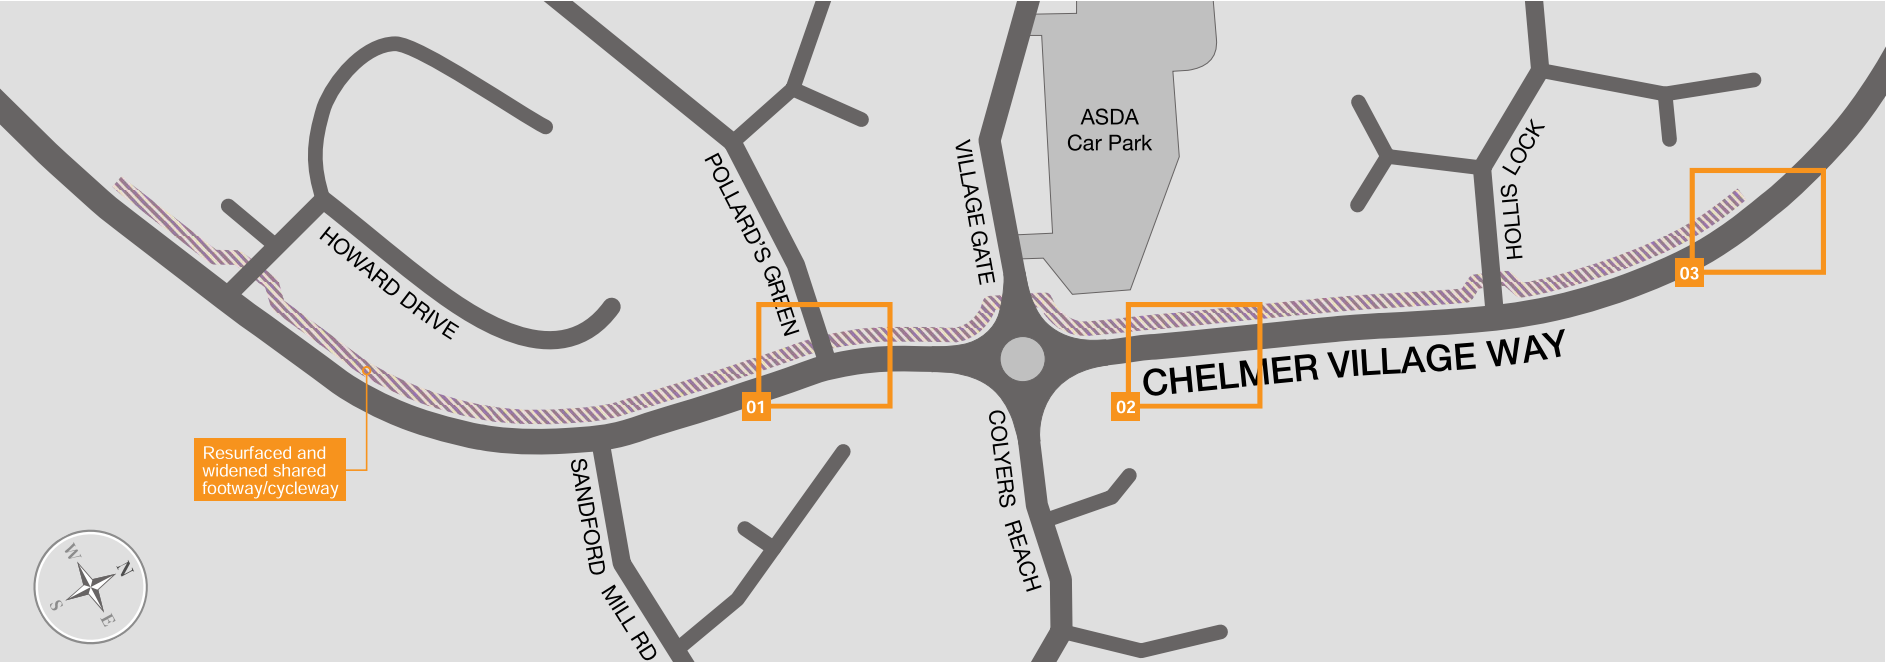 ASDA
Car Park
HOWARD DRIVE
POLLARD'S GREEN
VILLAGE GATE
HOLLIS LOCK
03
01
02
CHELMER VILLAGE WAY
Resurfaced and
widened shared
footway/cycleway
SANDFORD MILL RD
COLYERS REACH
W
N
S
E